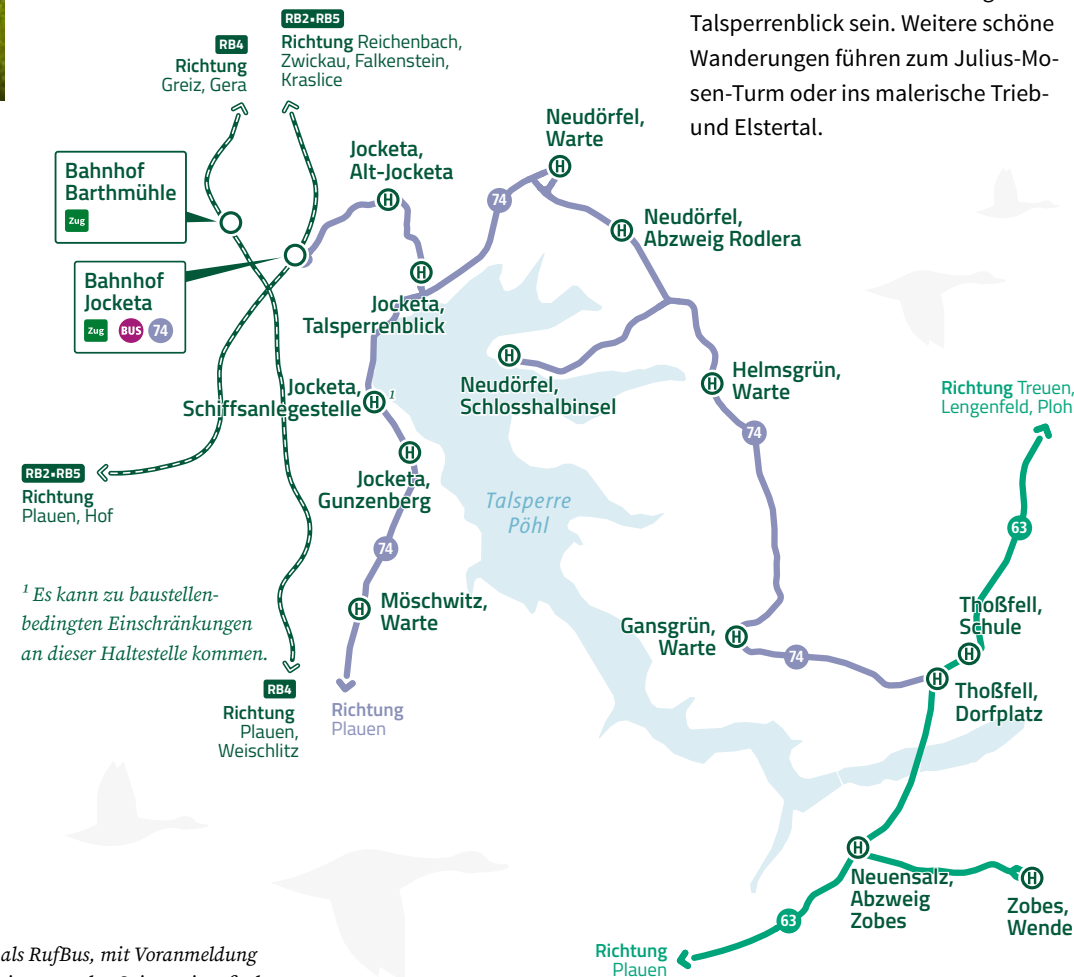 Talsperrenblick sein. Weitere schöne
Wanderungen führen zum Julius-Mo-
sen-Turm oder ins malerische Trieb-
und Elstertal.
RB4
Richtung
Greiz, Gera
RB2▪RB5
Richtung Reichenbach,
Zwickau, Falkenstein,
Kraslice
Bahnhof
Barthmühle
Zug
Bahnhof
Jocketa
Zug BUS 74
Jocketa,
Alt-Jocketa
H
Neudörfel,
Warte
H
74
H
Neudörfel,
Abzweig Rodlera
H
Jocketa,
Talsperrenblick
H
Neudörfel,
Schlosshalbinsel
H
Helmsgrün,
Warte
Jocketa,
Schiffsanlegestelle H 1
H
Jocketa,
Gunzenberg
74
Talsperre
Pöhl
74
Richtung Treuen,
Lengenfeld, Ploh
63
RB2▪RB5
Richtung
Plauen, Hof
1 Es kann zu baustellen-
bedingten Einschränkungen
an dieser Haltestelle kommen.
H
Möschwitz,
Warte
Richtung
Plauen
RB4
Richtung
Plauen,
Weischlitz
Gansgrün,
Warte
H
74
Thoßfell,
Schule
H
H
Thoßfell,
Dorfplatz
H
Neuensalz,
Abzweig
Zobes
H
Zobes,
Wende
63
Richtung
Plauen
als RufBus, mit Voranmeldung